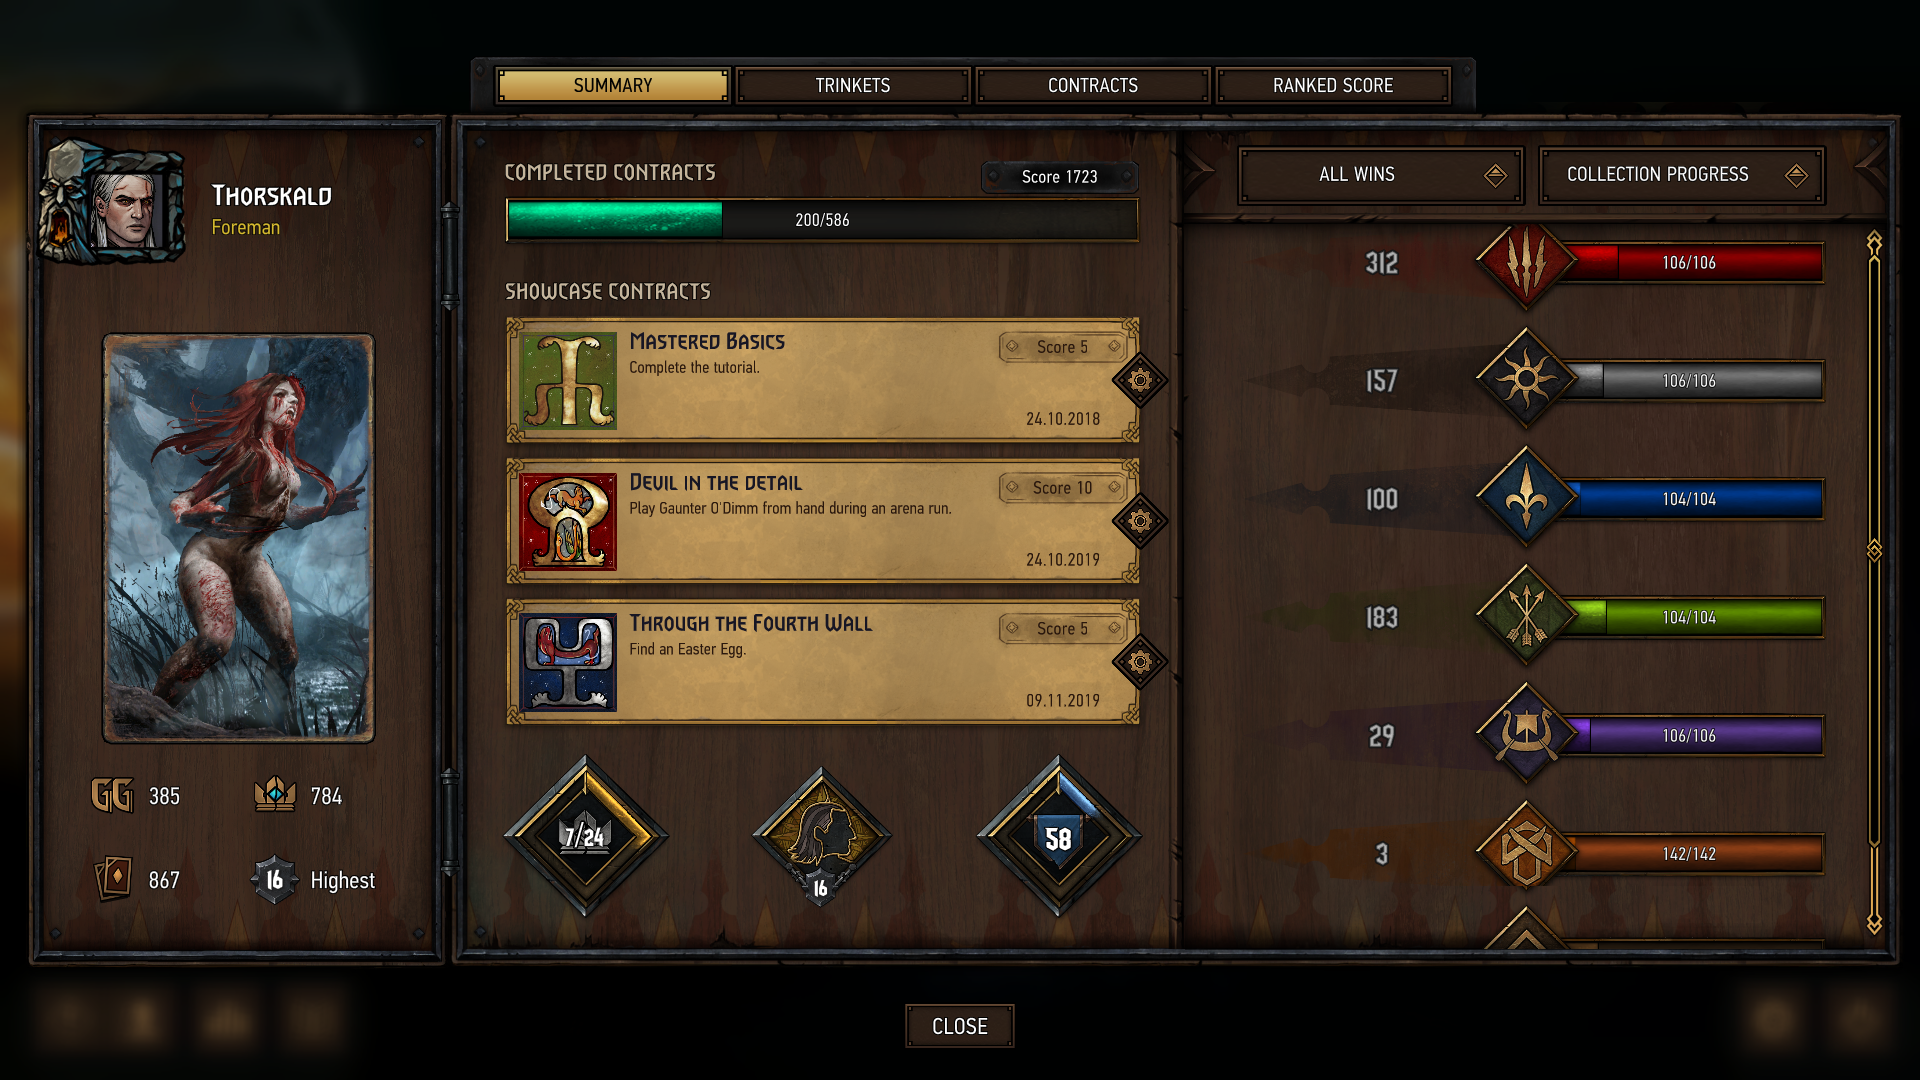 SUMMARY
TRINKETS
CONTRACTS
RANKED SCORE
Thorskald
Foreman
GG 385
784
867
16 Highest
COMPLETED CONTRACTS
Score 1723
200/586
SHOWCASE CONTRACTS
Mastered Basics
Score 5
Complete the tutorial.
24.10.2018
Devil in the detail
Score 10
Play Gaunter O'Dimm from hand during an arena run.
24.10.2019
Through the Fourth Wall
Score 5
Find an Easter Egg.
09.11.2019
7/24
16
58
ALL WINS
COLLECTION PROGRESS
312 106/106
157 106/106
100 104/104
183 104/104
29 106/106
3 142/142
CLOSE